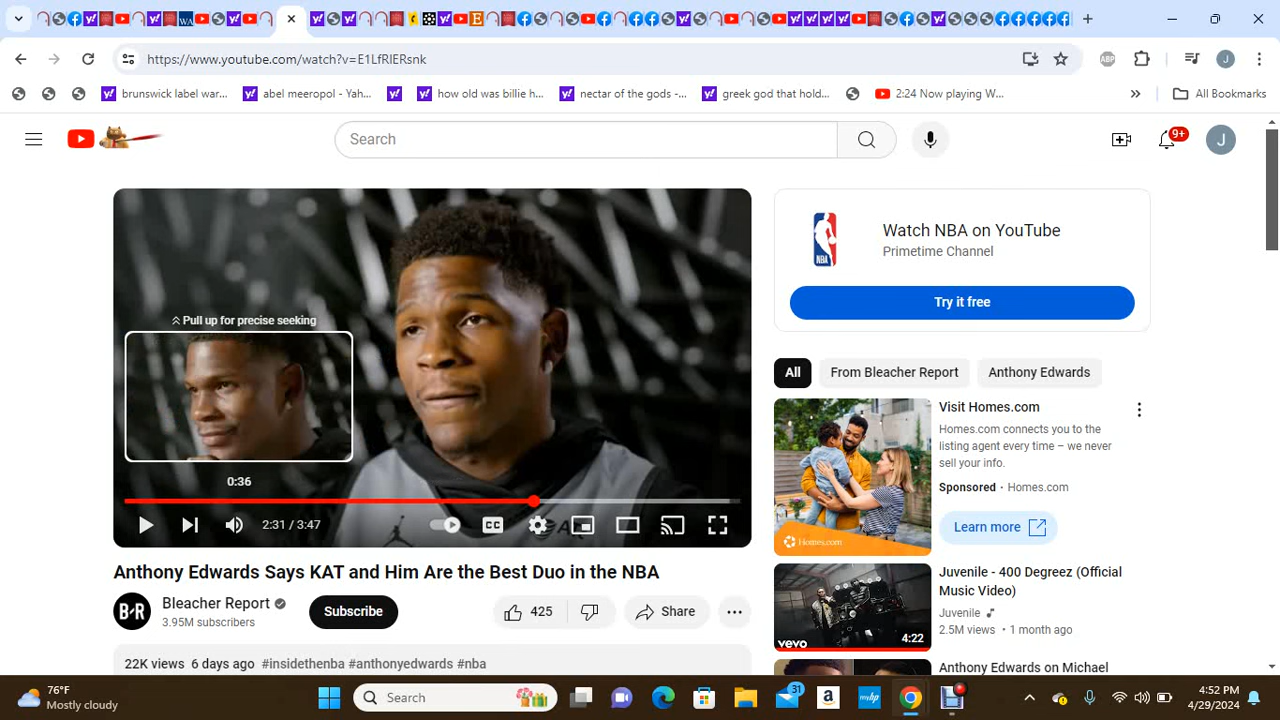 https://www.youtube.com/watch?v=E1LfRlERsnk
ABP
J
brunswick label war...
abel meeropol - Yah...
how old was billie h...
nectar of the gods -...
greek god that hold...
2:24 Now playing W...
All Bookmarks
Search
9+
J
Pull up for precise seeking
0:36
2:31 / 3:47
CC
NBA
Watch NBA on YouTube
Primetime Channel
Try it free
All
From Bleacher Report
Anthony Edwards
Visit Homes.com
Homes.com connects you to the
listing agent every time – we never
sell your info.
Sponsored · Homes.com
Learn more
Homes.com
Anthony Edwards Says KAT and Him Are the Best Duo in the NBA
B/R
Bleacher Report
3.95M subscribers
Subscribe
425
Share
22K views 6 days ago #insidethenba #anthonyedwards #nba
Juvenile - 400 Degreez (Official
Music Video)
Juvenile
2.5M views · 1 month ago
vevo
4:22
Anthony Edwards on Michael
76°F
Mostly cloudy
Search
31
4:52 PM
4/29/2024